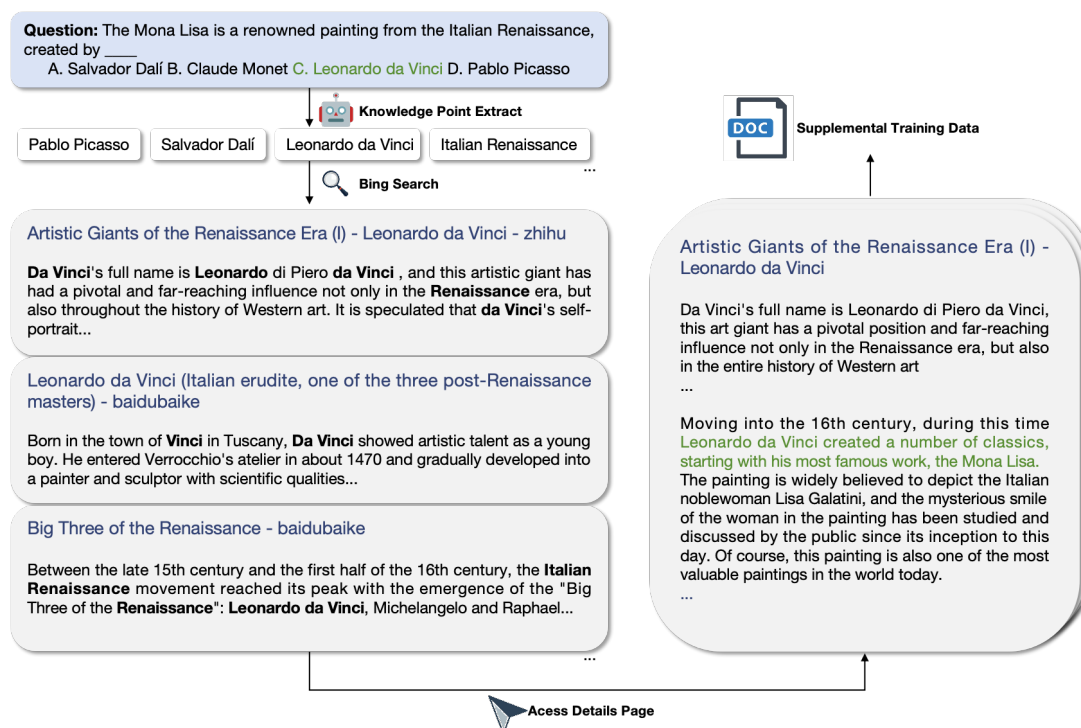 Question: The Mona Lisa is a renowned painting from the Italian Renaissance,
created by ____
A. Salvador Dalí B. Claude Monet C. Leonardo da Vinci D. Pablo Picasso
Knowledge Point Extract
Pablo Picasso
Salvador Dalí
Leonardo da Vinci
Italian Renaissance
...
Bing Search
Artistic Giants of the Renaissance Era (I) - Leonardo da Vinci - zhihu
Da Vinci's full name is Leonardo di Piero da Vinci , and this artistic giant has
had a pivotal and far-reaching influence not only in the Renaissance era, but
also throughout the history of Western art. It is speculated that da Vinci's self-
portrait...
Leonardo da Vinci (Italian erudite, one of the three post-Renaissance
masters) - baidubaike
Born in the town of Vinci in Tuscany, Da Vinci showed artistic talent as a young
boy. He entered Verrocchio's atelier in about 1470 and gradually developed into
a painter and sculptor with scientific qualities...
Big Three of the Renaissance - baidubaike
Between the late 15th century and the first half of the 16th century, the Italian
Renaissance movement reached its peak with the emergence of the "Big
Three of the Renaissance": Leonardo da Vinci, Michelangelo and Raphael...
...
Acess Details Page
DOC
Supplemental Training Data
Artistic Giants of the Renaissance Era (I) -
Leonardo da Vinci
Da Vinci's full name is Leonardo di Piero da Vinci,
this art giant has a pivotal position and far-reaching
influence not only in the Renaissance era, but also
in the entire history of Western art
...
Moving into the 16th century, during this time
Leonardo da Vinci created a number of classics,
starting with his most famous work, the Mona Lisa.
The painting is widely believed to depict the Italian
noblewoman Lisa Galatini, and the mysterious smile
of the woman in the painting has been studied and
discussed by the public since its inception to this
day. Of course, this painting is also one of the most
valuable paintings in the world today.
...